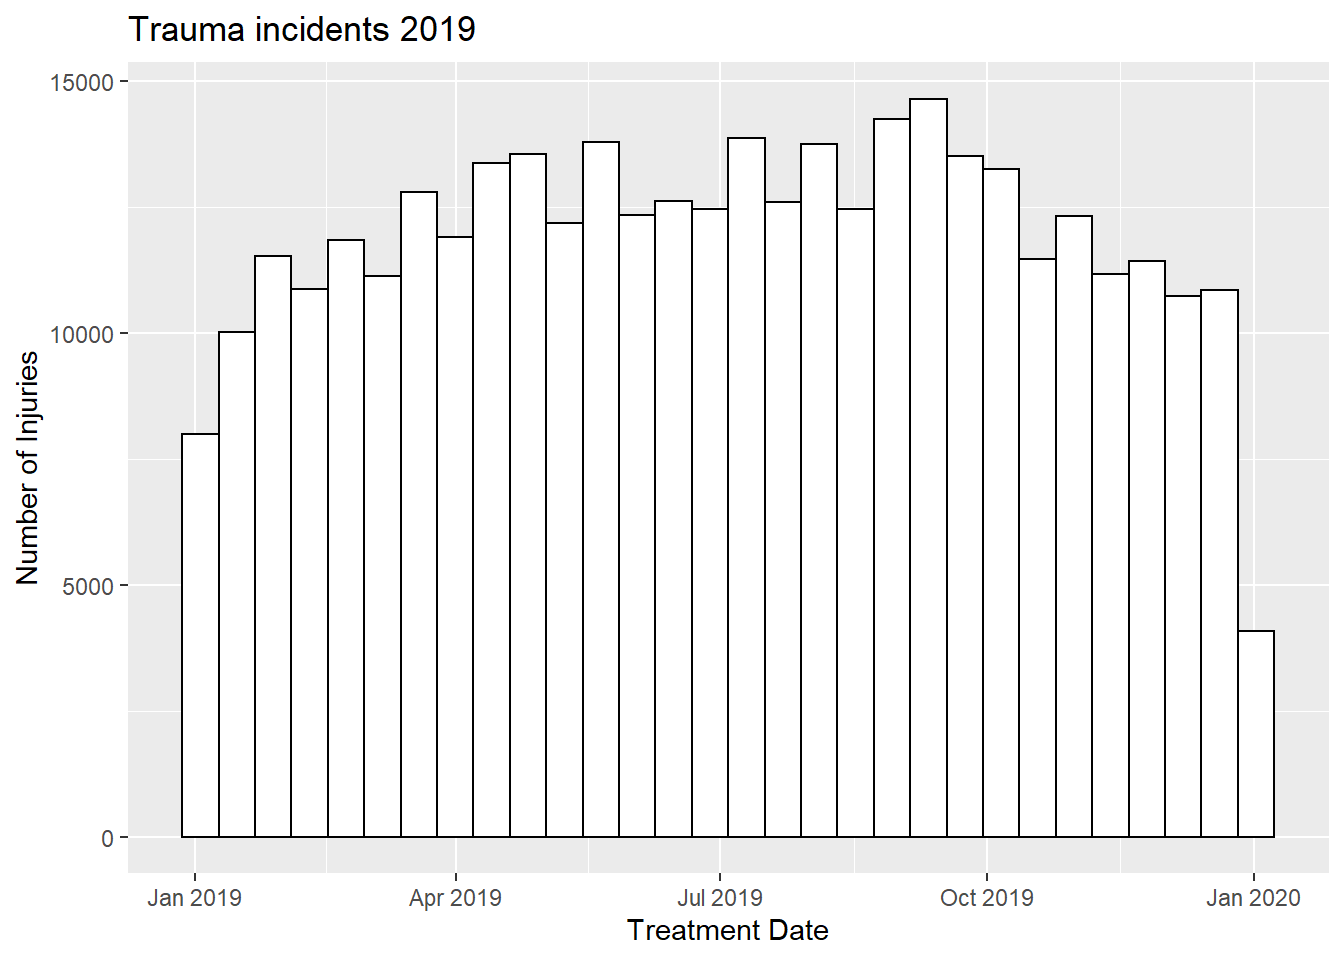 Trauma incidents 2019
15000
10000
5000
0
Number of Injuries
Jan 2019 Apr 2019 Jul 2019 Oct 2019 Jan 2020
Treatment Date